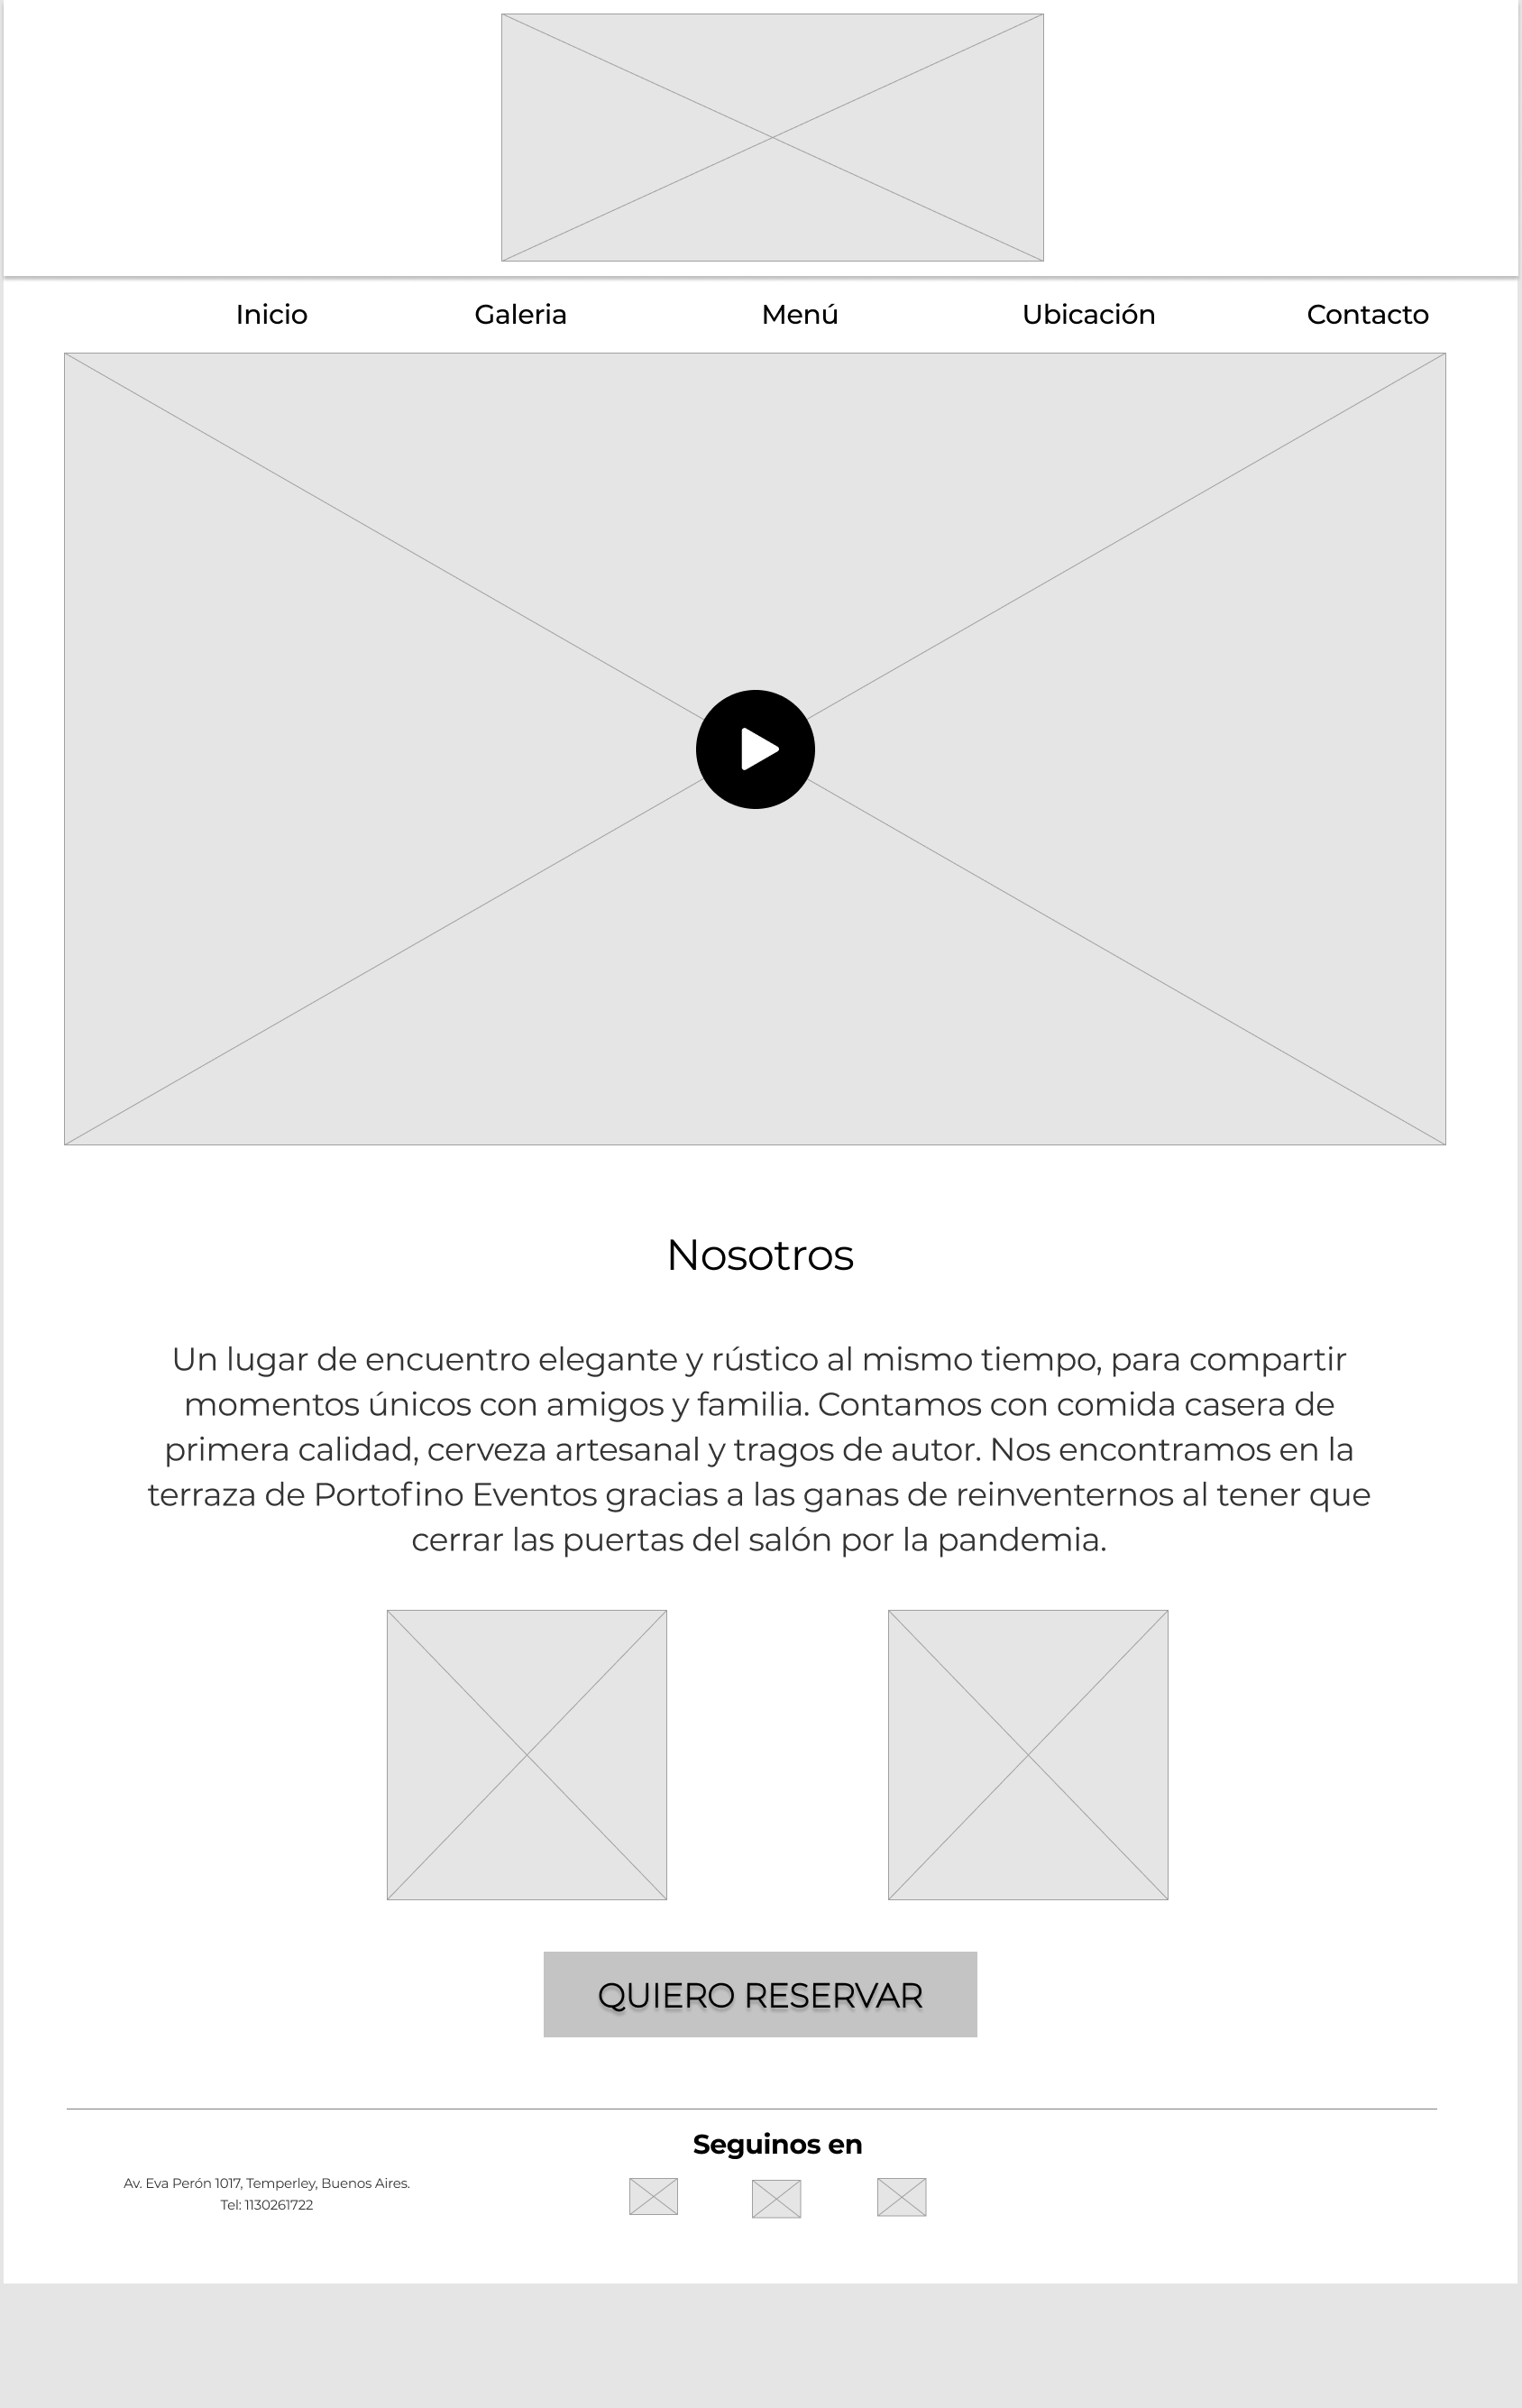 Inicio Galeria Menú Ubicación Contacto
Nosotros
Un lugar de encuentro elegante y rústico al mismo tiempo, para compartir
momentos únicos con amigos y familia. Contamos con comida casera de
primera calidad, cerveza artesanal y tragos de autor. Nos encontramos en la
terraza de Portofino Eventos gracias a las ganas de reinventernos al tener que
cerrar las puertas del salón por la pandemia.
QUIERO RESERVAR
Seguinos en
Av. Eva Perón 1017, Temperley, Buenos Aires.
Tel: 1130261722